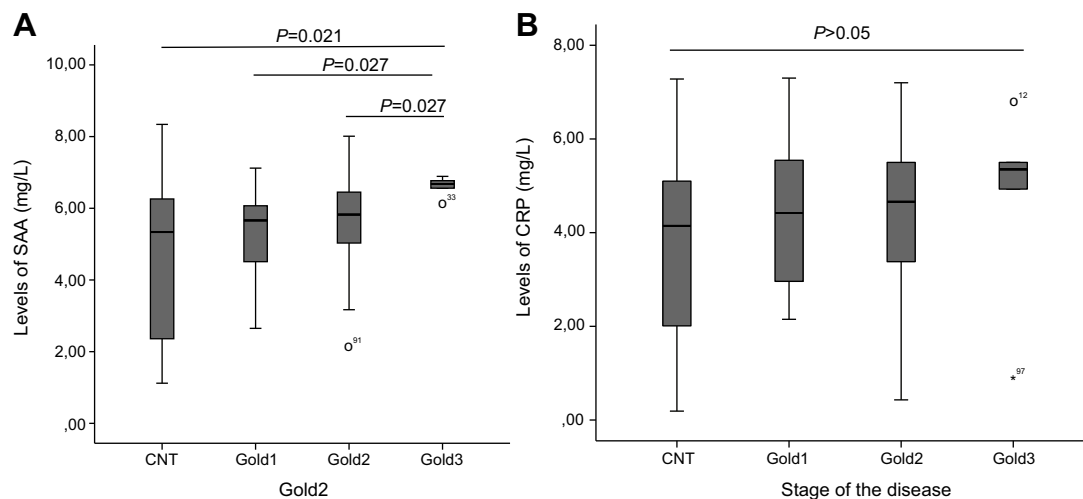 A
P=0.021
P=0.027
P=0.027
10,00
8,00
6,00
4,00
2,00
,00
Levels of SAA (mg/L)
o33
o91
CNT Gold1 Gold2 Gold3
Gold2
B
P>0.05
8,00
6,00
4,00
2,00
,00
Levels of CRP (mg/L)
o12
*97
CNT Gold1 Gold2 Gold3
Stage of the disease